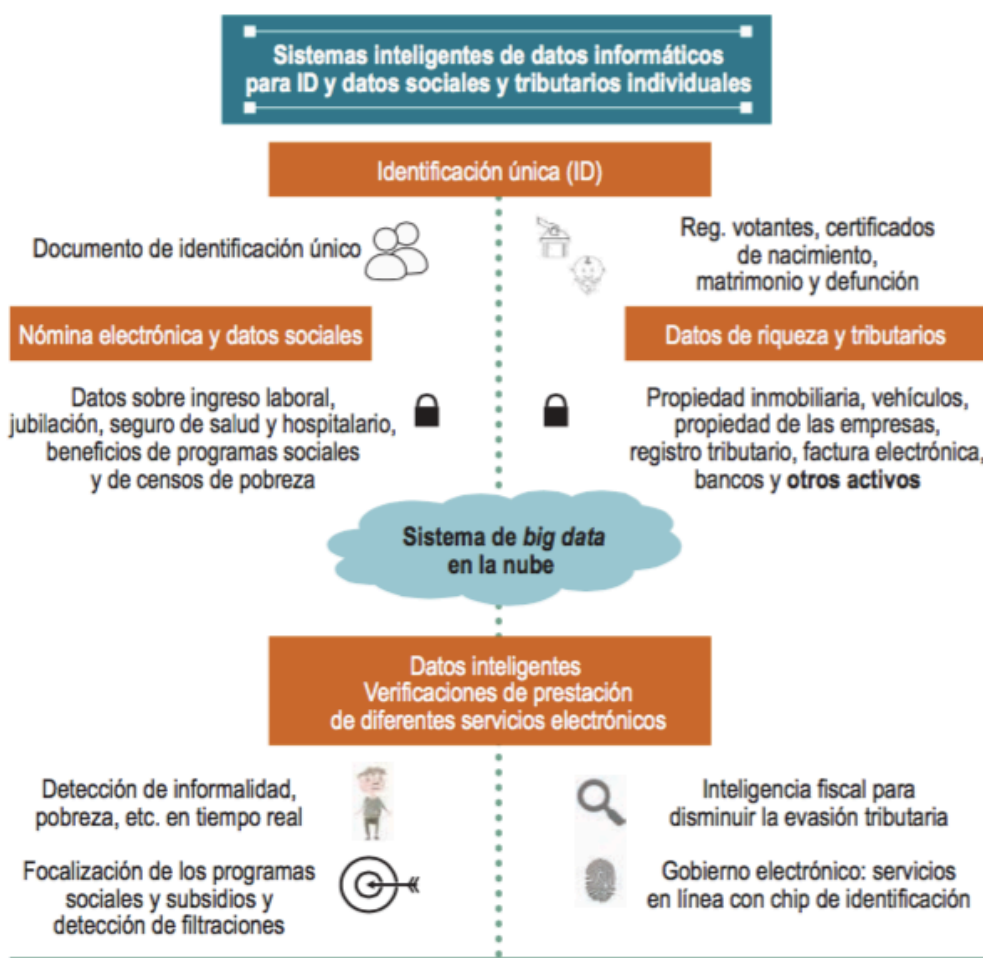 Sistemas inteligentes de datos informáticos
para ID y datos sociales y tributarios individuales
Identificación única (ID)
Documento de identificación único
Reg. votantes, certificados
de nacimiento,
matrimonio y defunción
Nómina electrónica y datos sociales
Datos sobre ingreso laboral,
jubilación, seguro de salud y hospitalario,
beneficios de programas sociales
y de censos de pobreza
Datos de riqueza y tributarios
Propiedad inmobiliaria, vehículos,
propiedad de las empresas,
registro tributario, factura electrónica,
bancos y otros activos
Sistema de big data
en la nube
Datos inteligentes
Verificaciones de prestación
de diferentes servicios electrónicos
Detección de informalidad,
pobreza, etc. en tiempo real
Inteligencia fiscal para
disminuir la evasión tributaria
Focalización de los programas
sociales y subsidios y
detección de filtraciones
Gobierno electrónico: servicios
en línea con chip de identificación